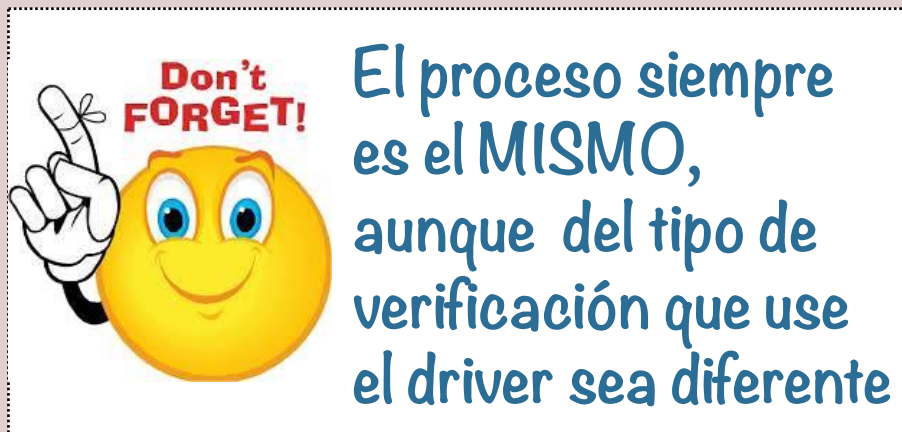 Don't
FORGET!
El proceso siempre
es el MISMO,
aunque del tipo de
verificación que use
el driver sea diferente